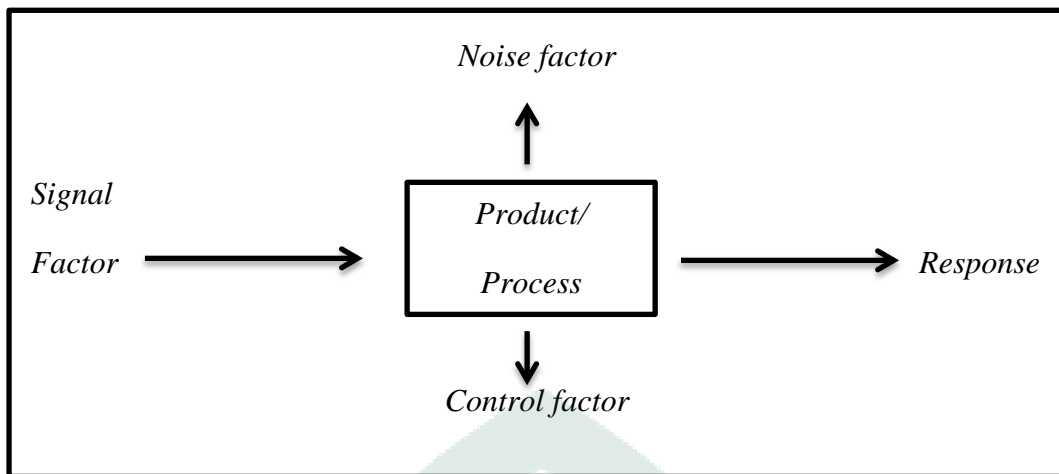 Noise factor
Signal
Factor
Product/
Process
Response
Control factor